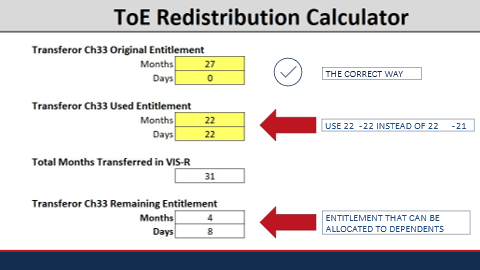 ToE Redistribution Calculator
Transferor Ch33 Original Entitlement
Months 27
Days 0
THE CORRECT WAY
Transferor Ch33 Used Entitlement
Months 22
Days 22
USE 22 -22 INSTEAD OF 22 -21
Total Months Transferred in VIS-R
31
Transferor Ch33 Remaining Entitlement
Months 4
Days 8
ENTITLEMENT THAT CAN BE
ALLOCATED TO DEPENDENTS